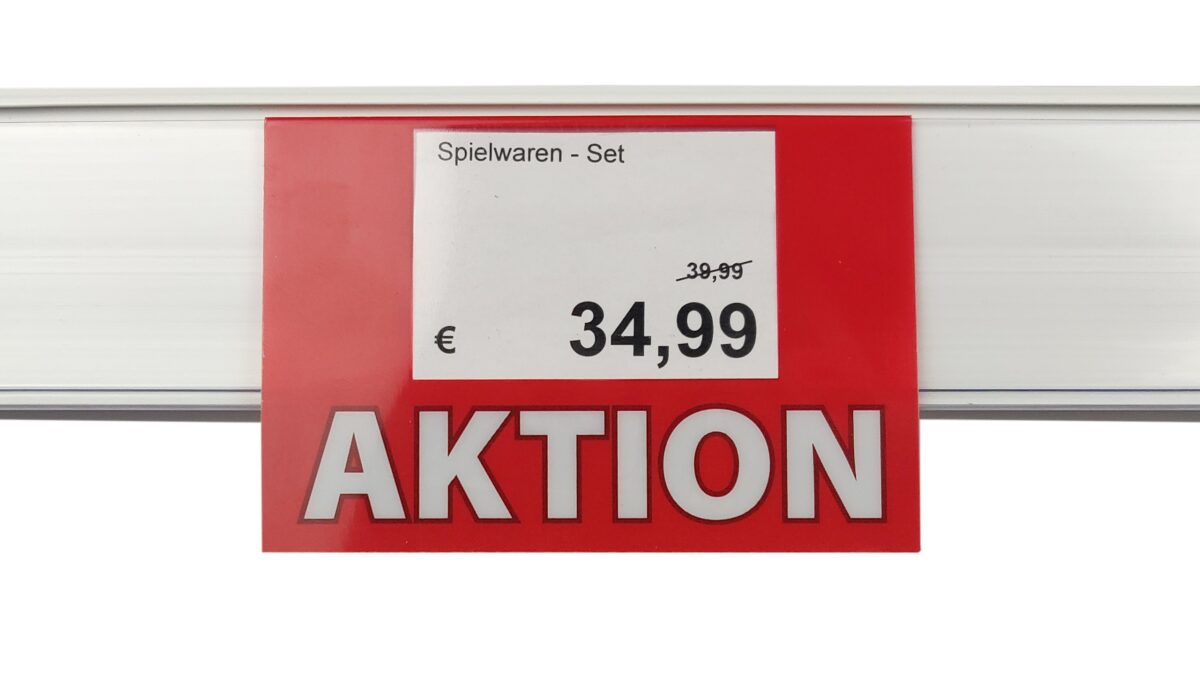 Spielwaren - Set
39,99
€ 34,99
AKTION